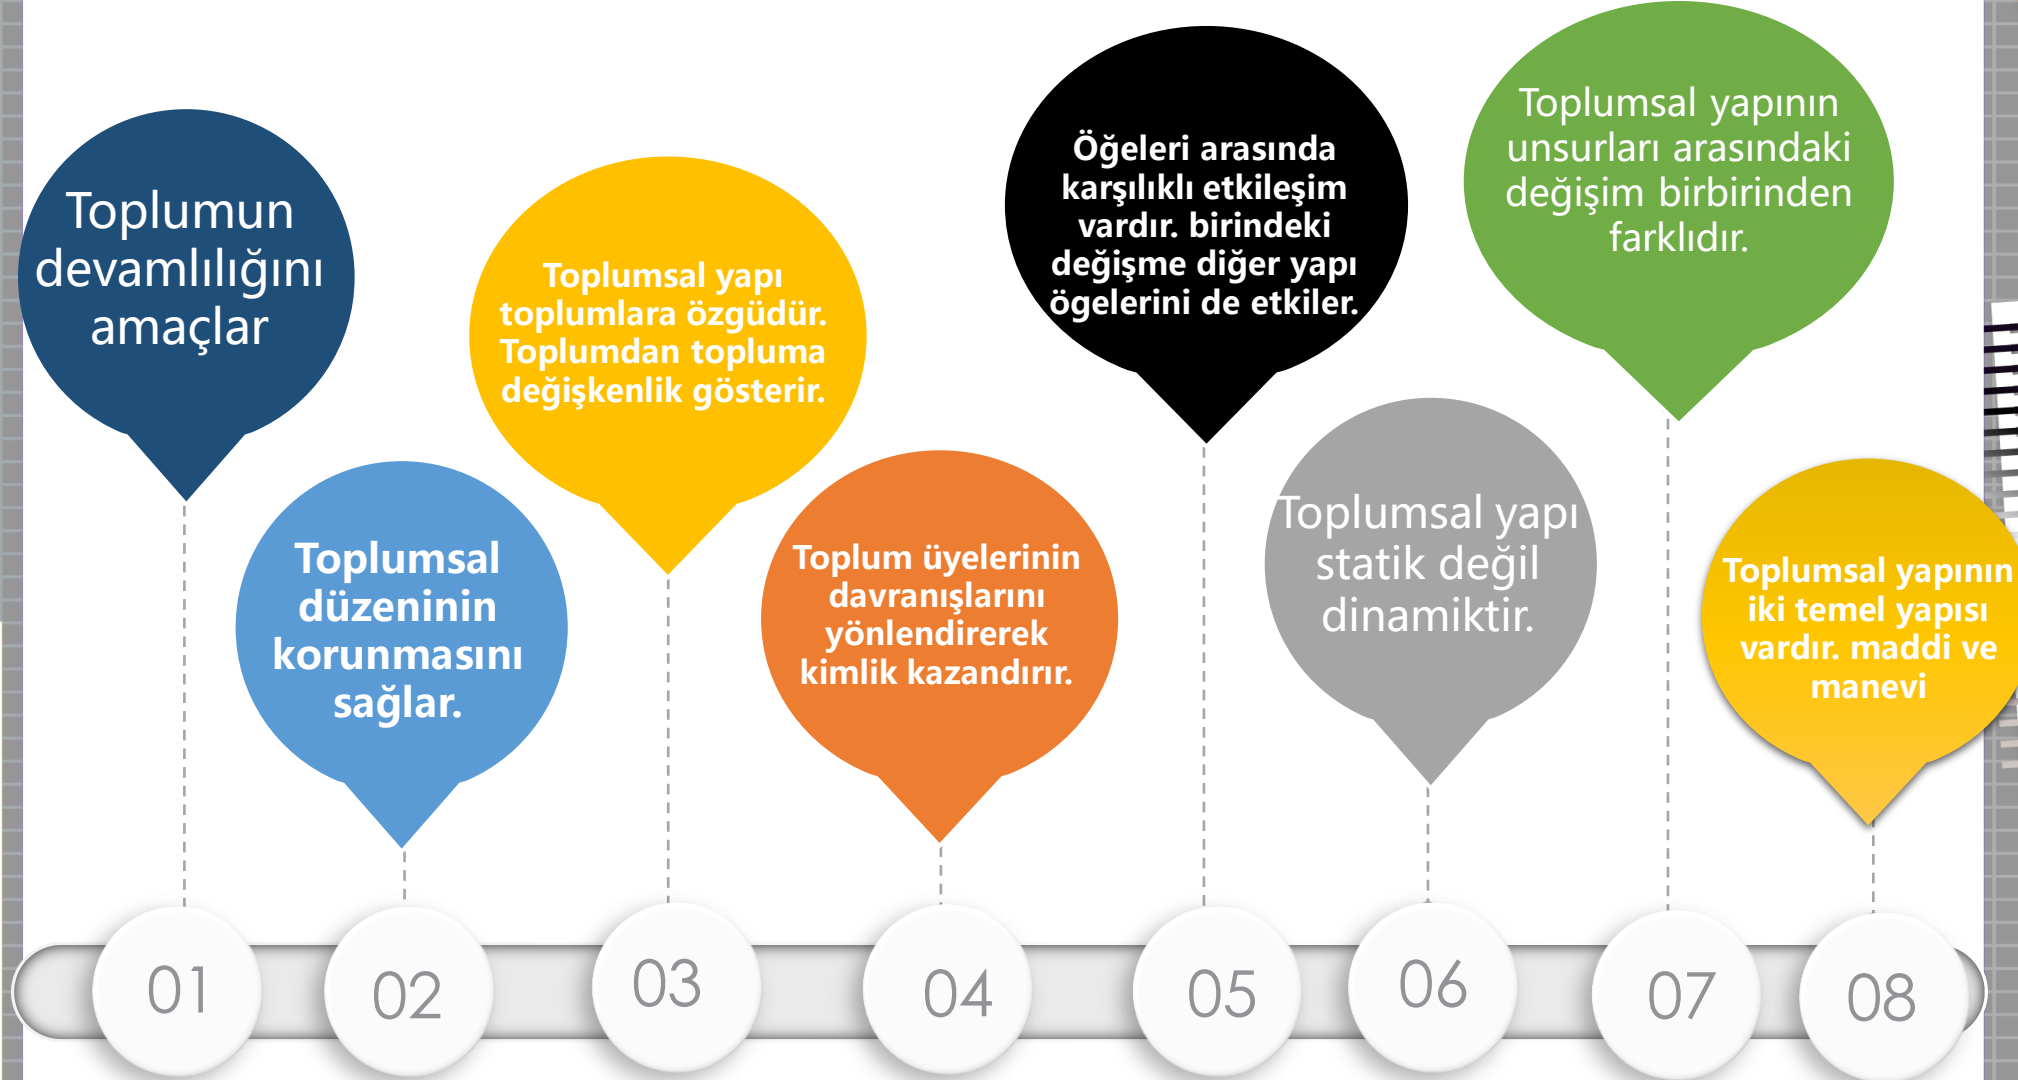 Toplumun
devamlılığını
amaçlar
Toplumsal
düzeninin
korunmasını
sağlar.
Toplumsal yapı
toplumlara özgüdür.
Toplumdan topluma
değişkenlik gösterir.
Toplum üyelerinin
davranışlarını
yönlendirerek
kimlik kazandırır.
Öğeleri arasında
karşılıklı etkileşim
vardır. birindeki
değişme diğer yapı
ögelerini de etkiler.
Toplumsal yapı
statik değil
dinamiktir.
Toplumsal yapının
unsurları arasındaki
değişim birbirinden
farklıdır.
Toplumsal yapının
iki temel yapısı
vardır. maddi ve
manevi
01
02
03
04
05
06
07
08